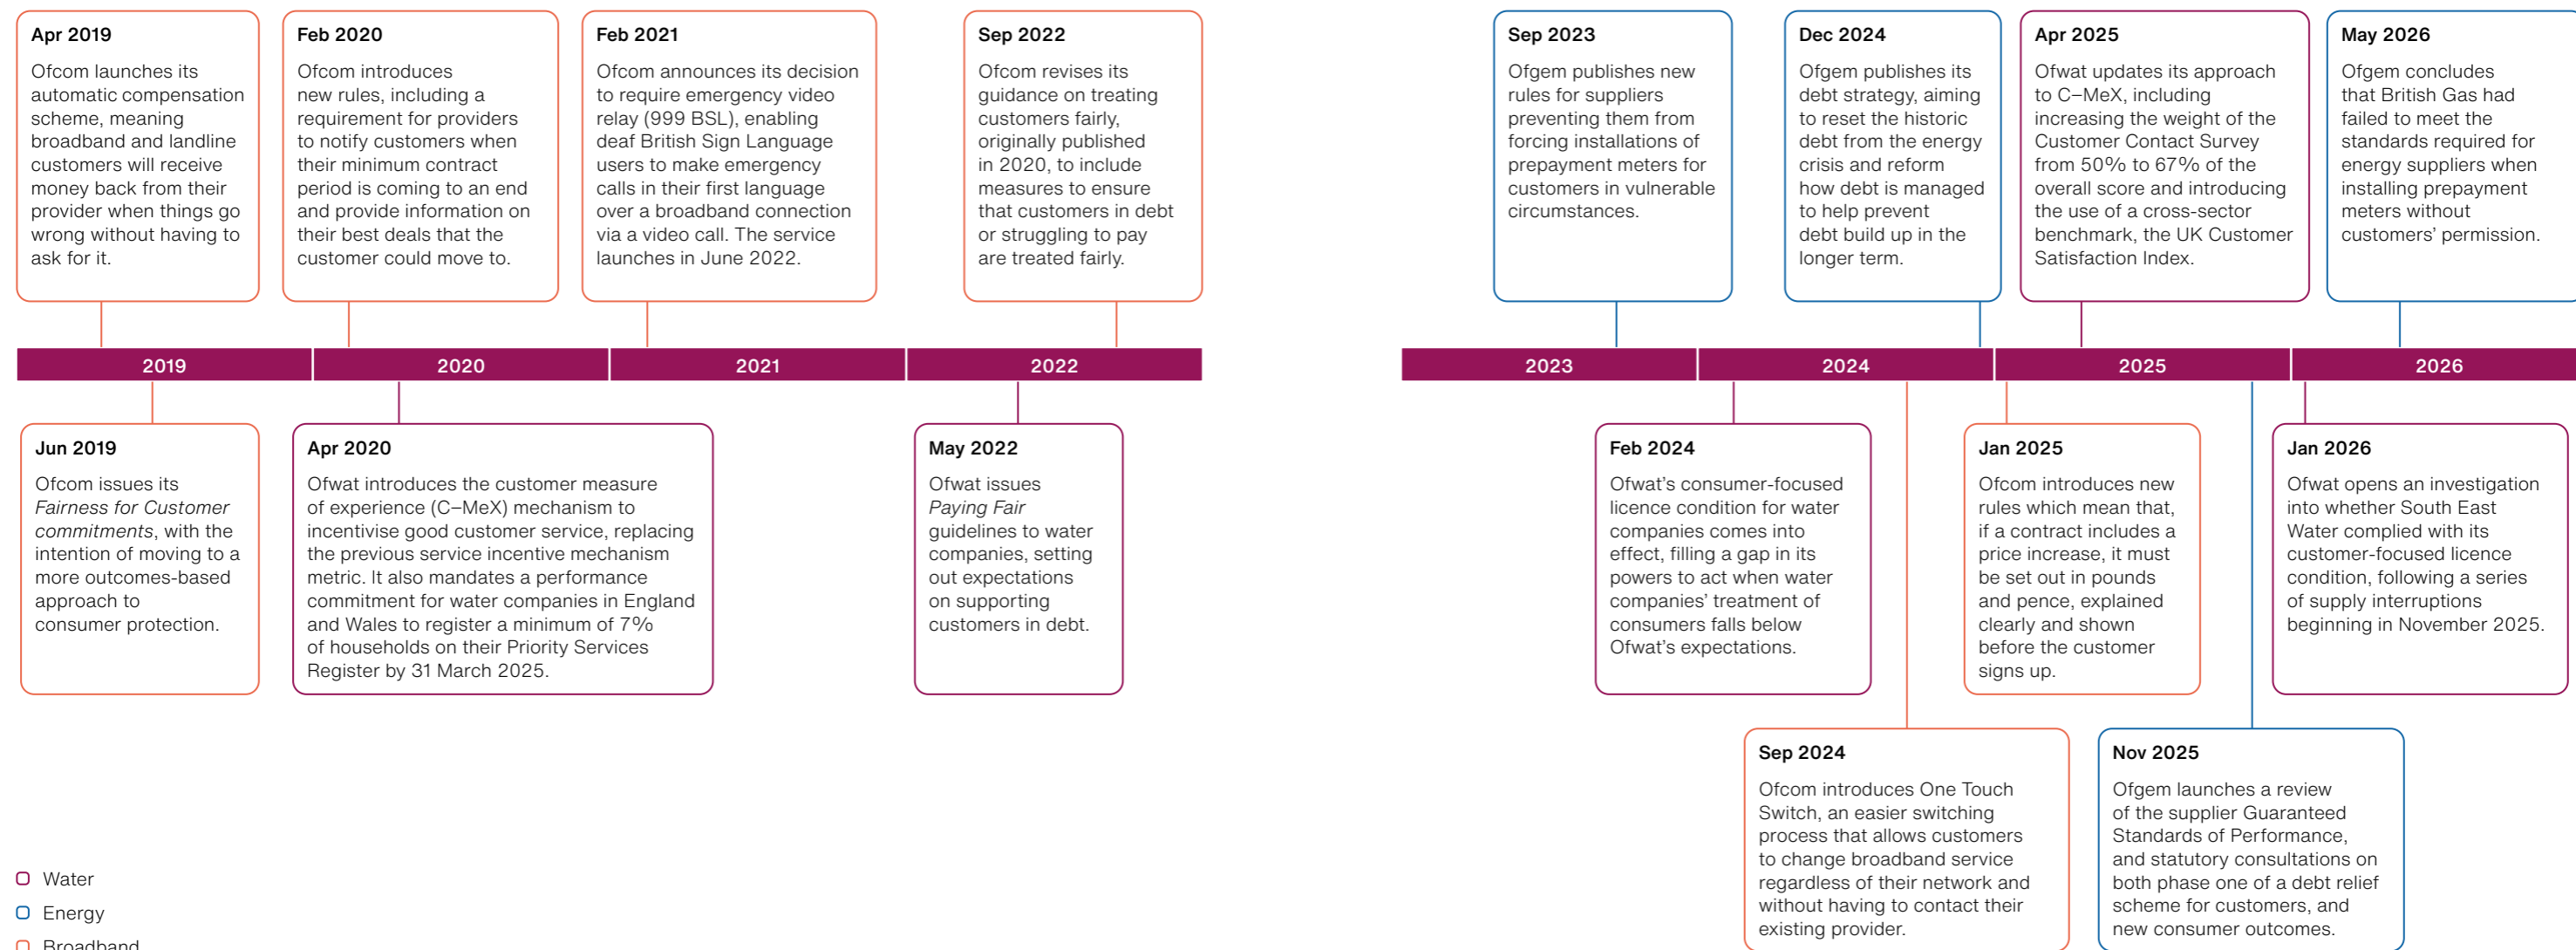 Apr 2019
Ofcom launches its
automatic compensation
scheme, meaning
broadband and landline
customers will receive
money back from their
provider when things go
wrong without having to
ask for it.
Feb 2020
Ofcom introduces
new rules, including a
requirement for providers
to notify customers when
their minimum contract
period is coming to an end
and provide information on
their best deals that the
customer could move to.
Feb 2021
Ofcom announces its decision
to require emergency video
relay (999 BSL), enabling
deaf British Sign Language
users to make emergency
calls in their first language
over a broadband connection
via a video call. The service
launches in June 2022.
Sep 2022
Ofcom revises its
guidance on treating
customers fairly,
originally published
in 2020, to include
measures to ensure
that customers in debt
or struggling to pay
are treated fairly.
Sep 2023
Ofgem publishes new
rules for suppliers
preventing them from
forcing installations of
prepayment meters for
customers in vulnerable
circumstances.
Dec 2024
Ofgem publishes its
debt strategy, aiming
to reset the historic
debt from the energy
crisis and reform
how debt is managed
to help prevent
debt build up in the
longer term.
Apr 2025
Ofwat updates its approach
to C–MeX, including
increasing the weight of the
Customer Contact Survey
from 50% to 67% of the
overall score and introducing
the use of a cross-sector
benchmark, the UK Customer
Satisfaction Index.
May 2026
Ofgem concludes
that British Gas had
failed to meet the
standards required for
energy suppliers when
installing prepayment
meters without
customers’ permission.
2019
2020
2021
2022
2023
2024
2025
2026
Jun 2019
Ofcom issues its
Fairness for Customer
commitments, with the
intention of moving to a
more outcomes-based
approach to
consumer protection.
Apr 2020
Ofwat introduces the customer measure
of experience (C–MeX) mechanism to
incentivise good customer service, replacing
the previous service incentive mechanism
metric. It also mandates a performance
commitment for water companies in England
and Wales to register a minimum of 7%
of households on their Priority Services
Register by 31 March 2025.
May 2022
Ofwat issues
Paying Fair
guidelines to water
companies, setting
out expectations
on supporting
customers in debt.
Feb 2024
Ofwat’s consumer-focused
licence condition for water
companies comes into
effect, filling a gap in its
powers to act when water
companies’ treatment of
consumers falls below
Ofwat’s expectations.
Jan 2025
Ofcom introduces new
rules which mean that,
if a contract includes a
price increase, it must
be set out in pounds
and pence, explained
clearly and shown
before the customer
signs up.
Jan 2026
Ofwat opens an investigation
into whether South East
Water complied with its
customer-focused licence
condition, following a series
of supply interruptions
beginning in November 2025.
Sep 2024
Ofcom introduces One Touch
Switch, an easier switching
process that allows customers
to change broadband service
regardless of their network and
without having to contact their
existing provider.
Nov 2025
Ofgem launches a review
of the supplier Guaranteed
Standards of Performance,
and statutory consultations on
both phase one of a debt relief
scheme for customers, and
new consumer outcomes.
Water
Energy
Broadband